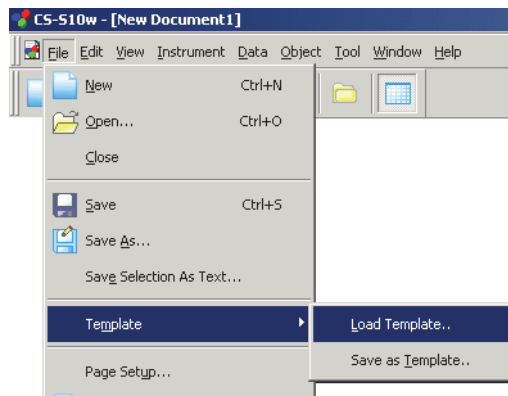 CS-S10w - [New Document1]
File Edit View Instrument Data Object Tool Window Help
New Ctrl+N
Open... Ctrl+O
Close
Save Ctrl+S
Save As...
Save Selection As Text...
Template
Load Template..
Save as Template..
Page Setup...